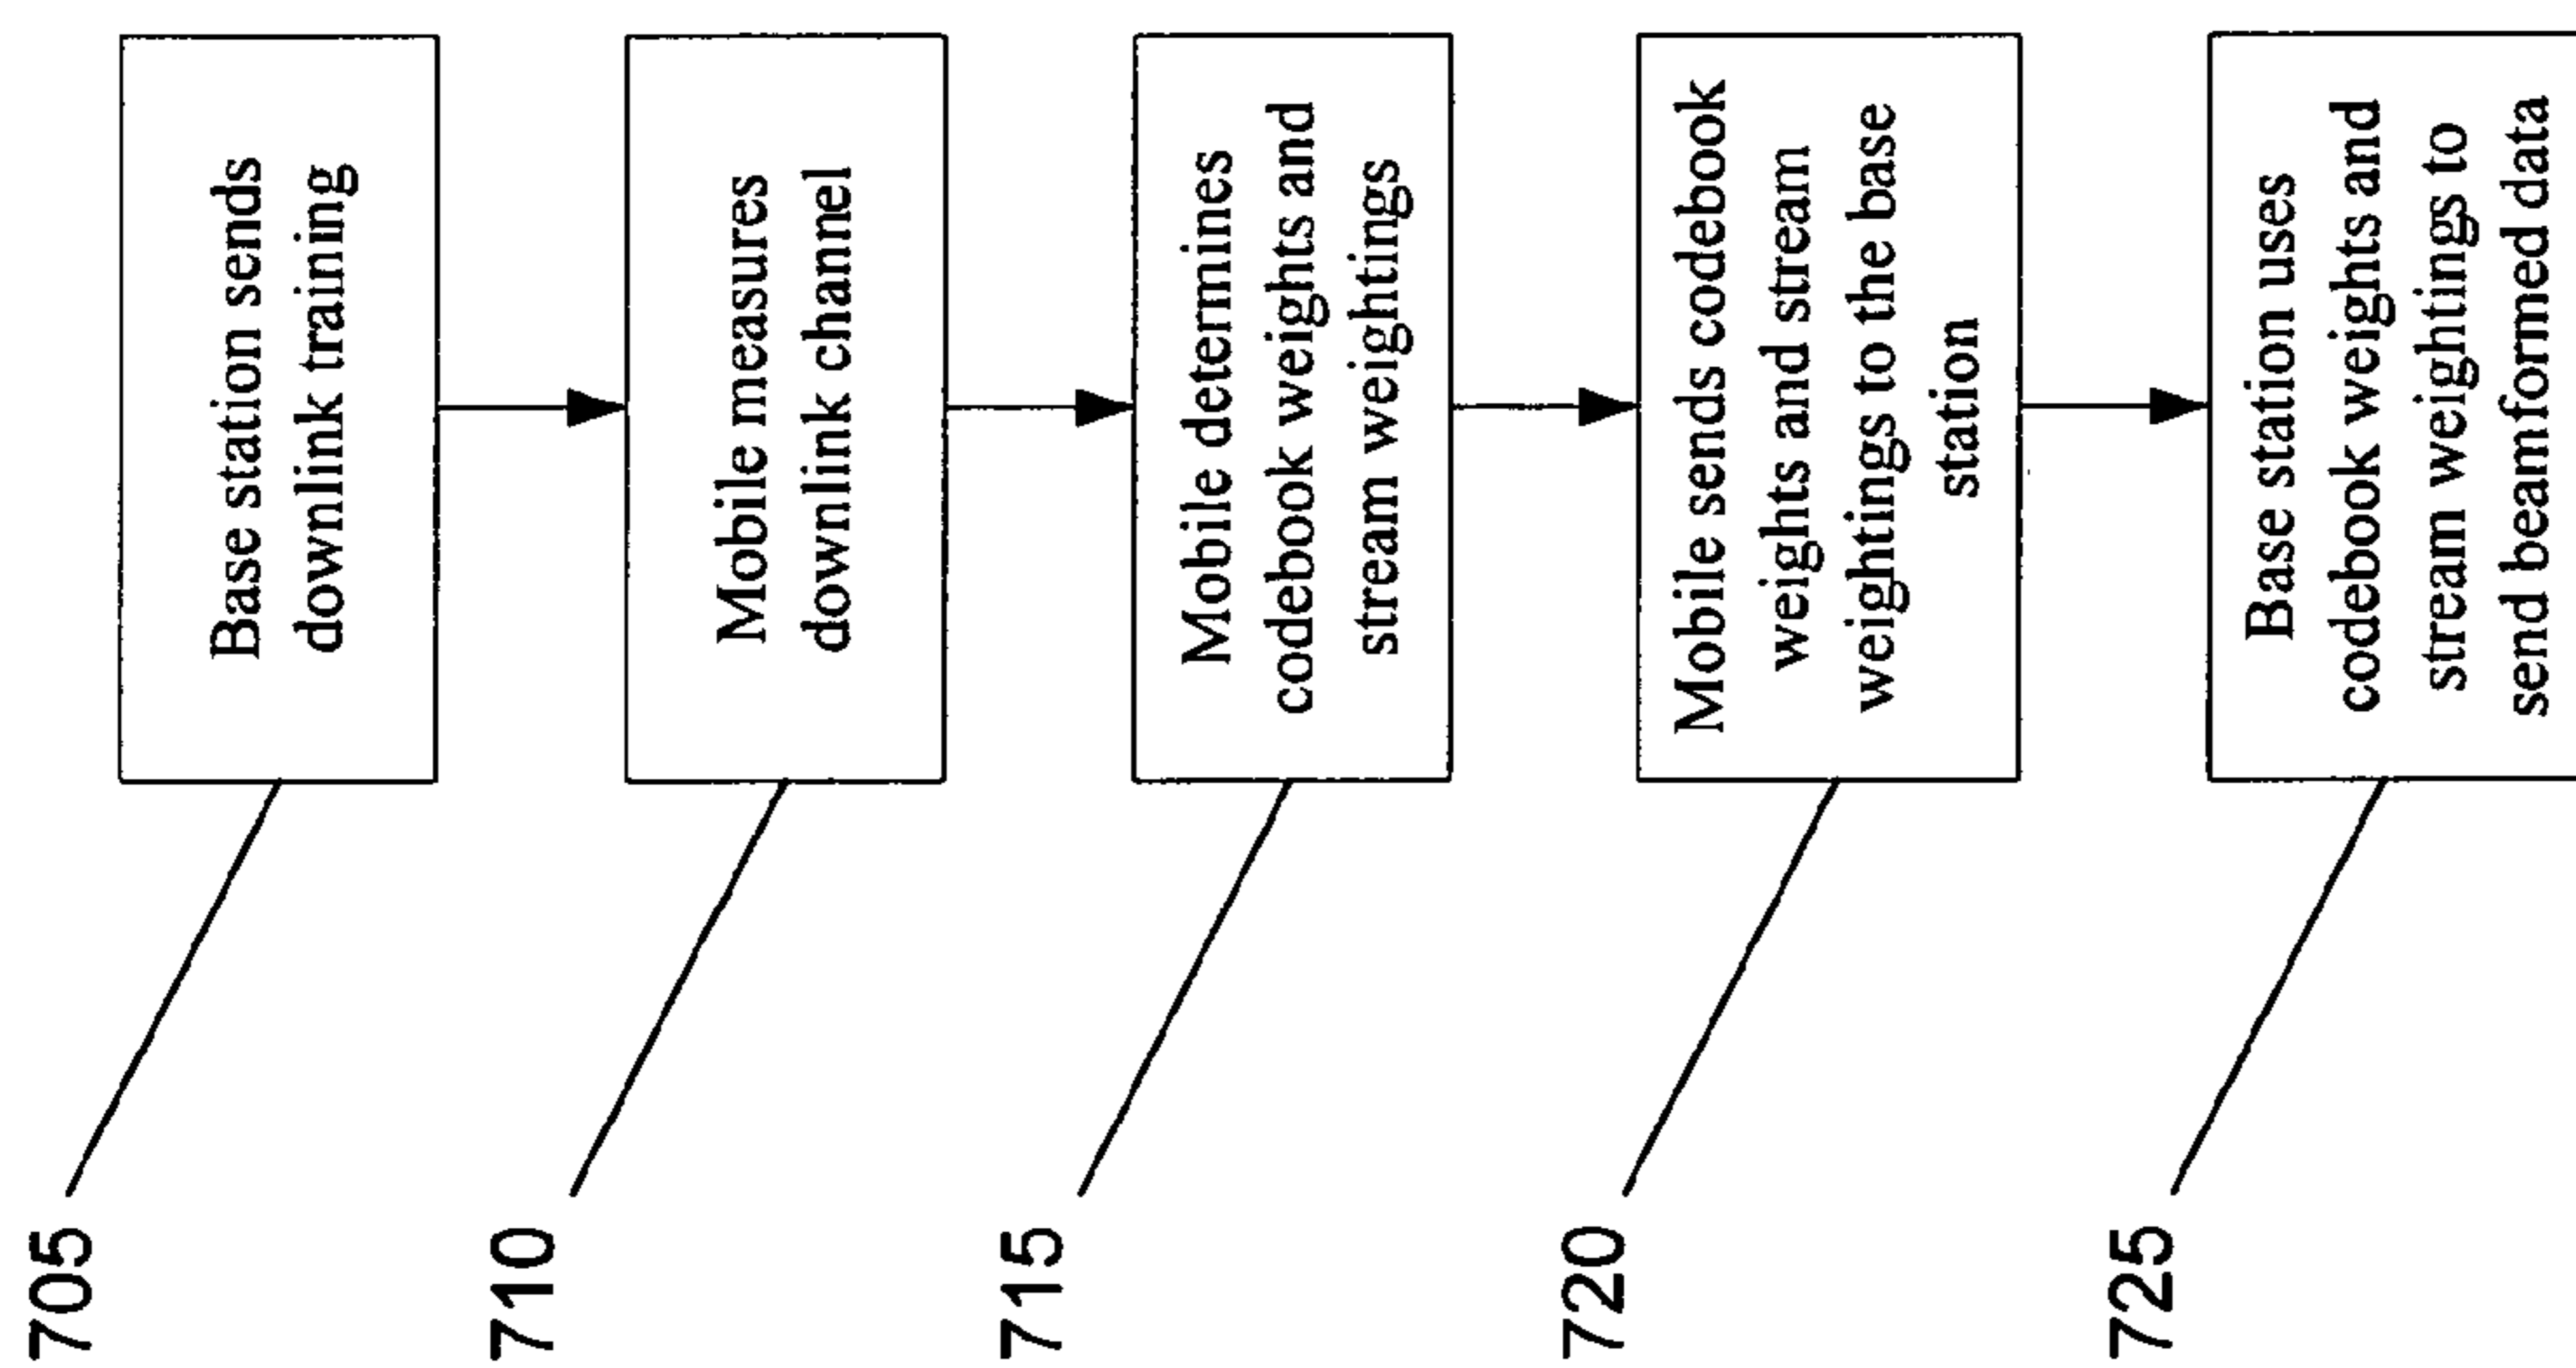 705
Base station sends
downlink training
710
Mobile measures
downlink channel
715
Mobile determines
codebook weights and
stream weightings
720
Mobile sends codebook
weights and stream
weightings to the base
station
725
Base station uses
codebook weights and
stream weightings to
send beamformed data